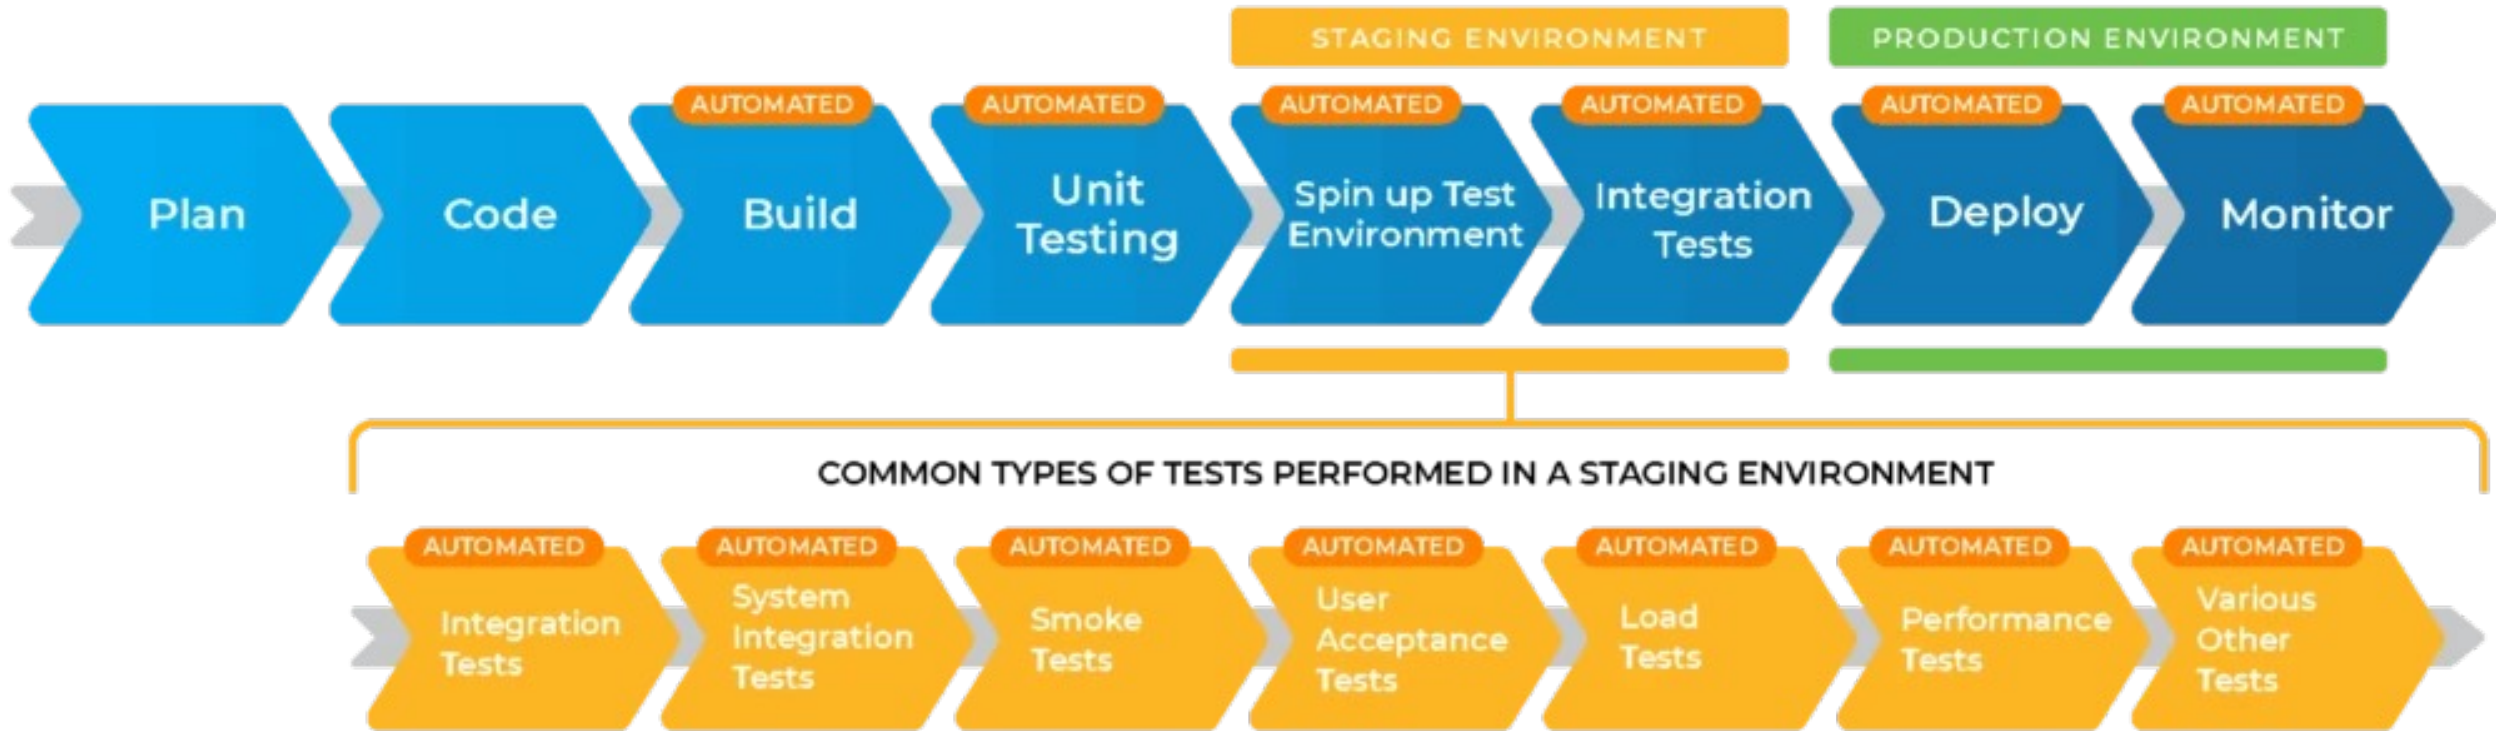 STAGING ENVIRONMENT
PRODUCTION ENVIRONMENT
AUTOMATED
AUTOMATED
AUTOMATED
AUTOMATED
AUTOMATED
AUTOMATED
Plan
Code
Build
Unit
Testing
Spin up Test
Environment
Integration
Tests
Deploy
Monitor
COMMON TYPES OF TESTS PERFORMED IN A STAGING ENVIRONMENT
AUTOMATED
AUTOMATED
AUTOMATED
AUTOMATED
AUTOMATED
AUTOMATED
AUTOMATED
Integration
Tests
System
Integration
Tests
Smoke
Tests
User
Acceptance
Tests
Load
Tests
Performance
Tests
Various
Other
Tests